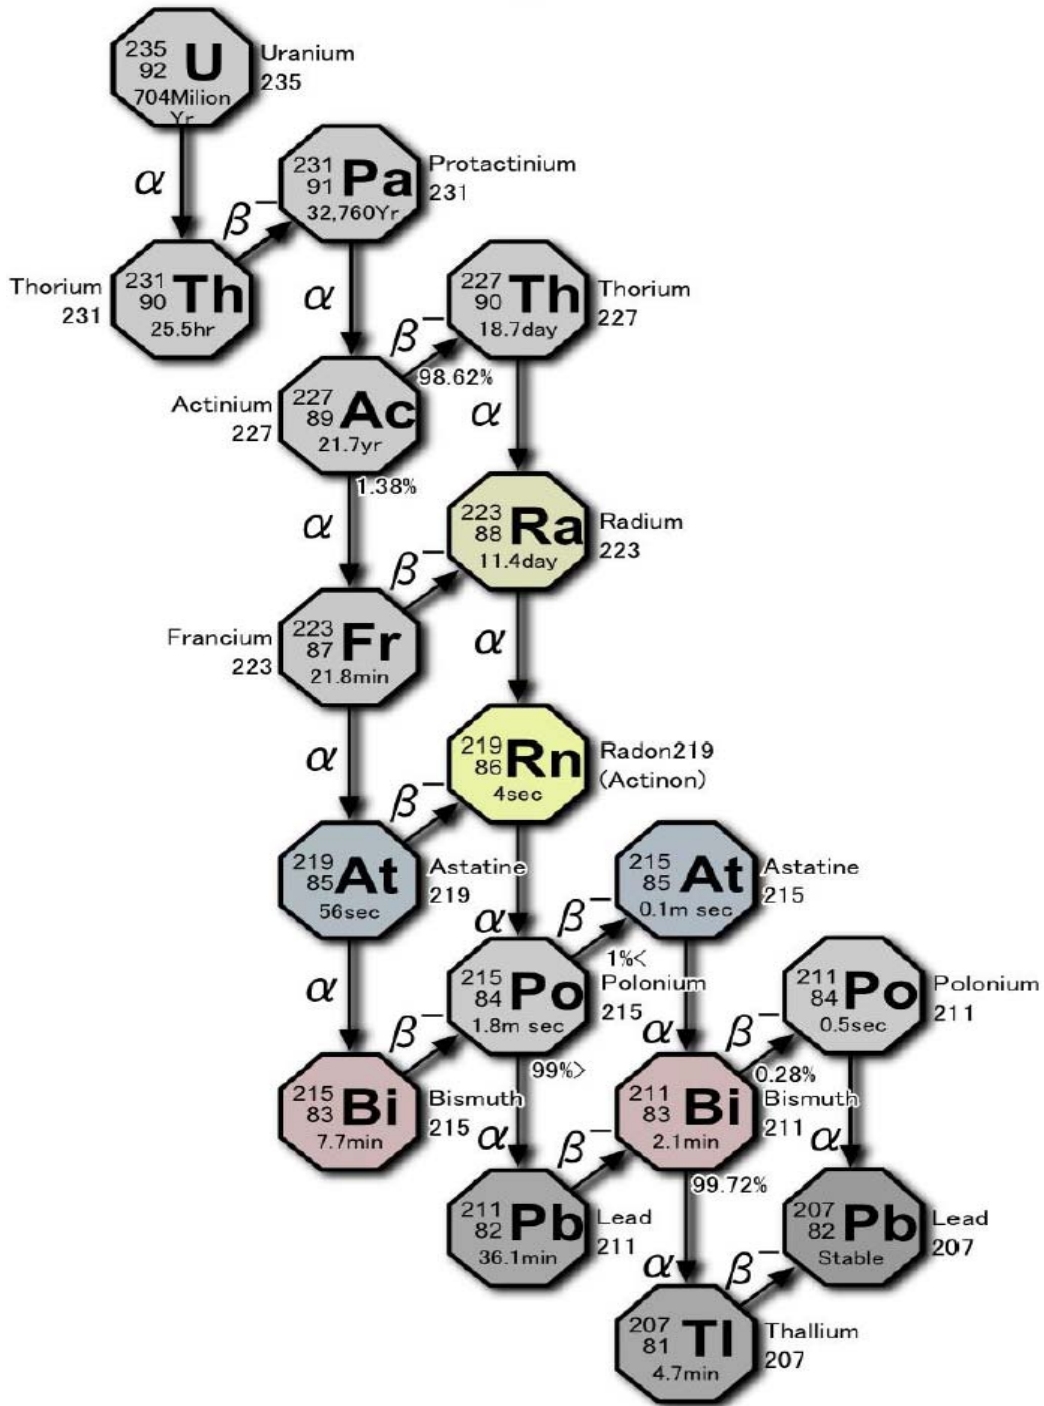 235
92 U
704Milion
Yr
Uranium
235
α
β−
231
91 Pa
32,760Yr
Protactinium
231
Thorium
231
231
90 Th
25.5hr
α
β−
98.62%
227
90 Th
18.7day
Thorium
227
Actinium
227
227
89 Ac
21.7yr
1.38%
α
α
β−
223
88 Ra
11.4day
Radium
223
Francium
223
223
87 Fr
21.8min
α
α
β−
219
86 Rn
4sec
Radon219
(Actinon)
219
85 At
56sec
Astatine
219
α
β−
1%<
215
85 At
0.1m sec
Astatine
215
α
β−
215
84 Po
1.8m sec
Polonium
215
99%>
α
β−
0.28%
211
84 Po
0.5sec
Polonium
211
215
83 Bi
7.7min
Bismuth
215
α
β−
211
83 Bi
2.1min
Bismuth
211
99.72%
α
211
82 Pb
36.1min
Lead
211
α
β−
207
82 Pb
Stable
Lead
207
207
81 Tl
4.7min
Thallium
207